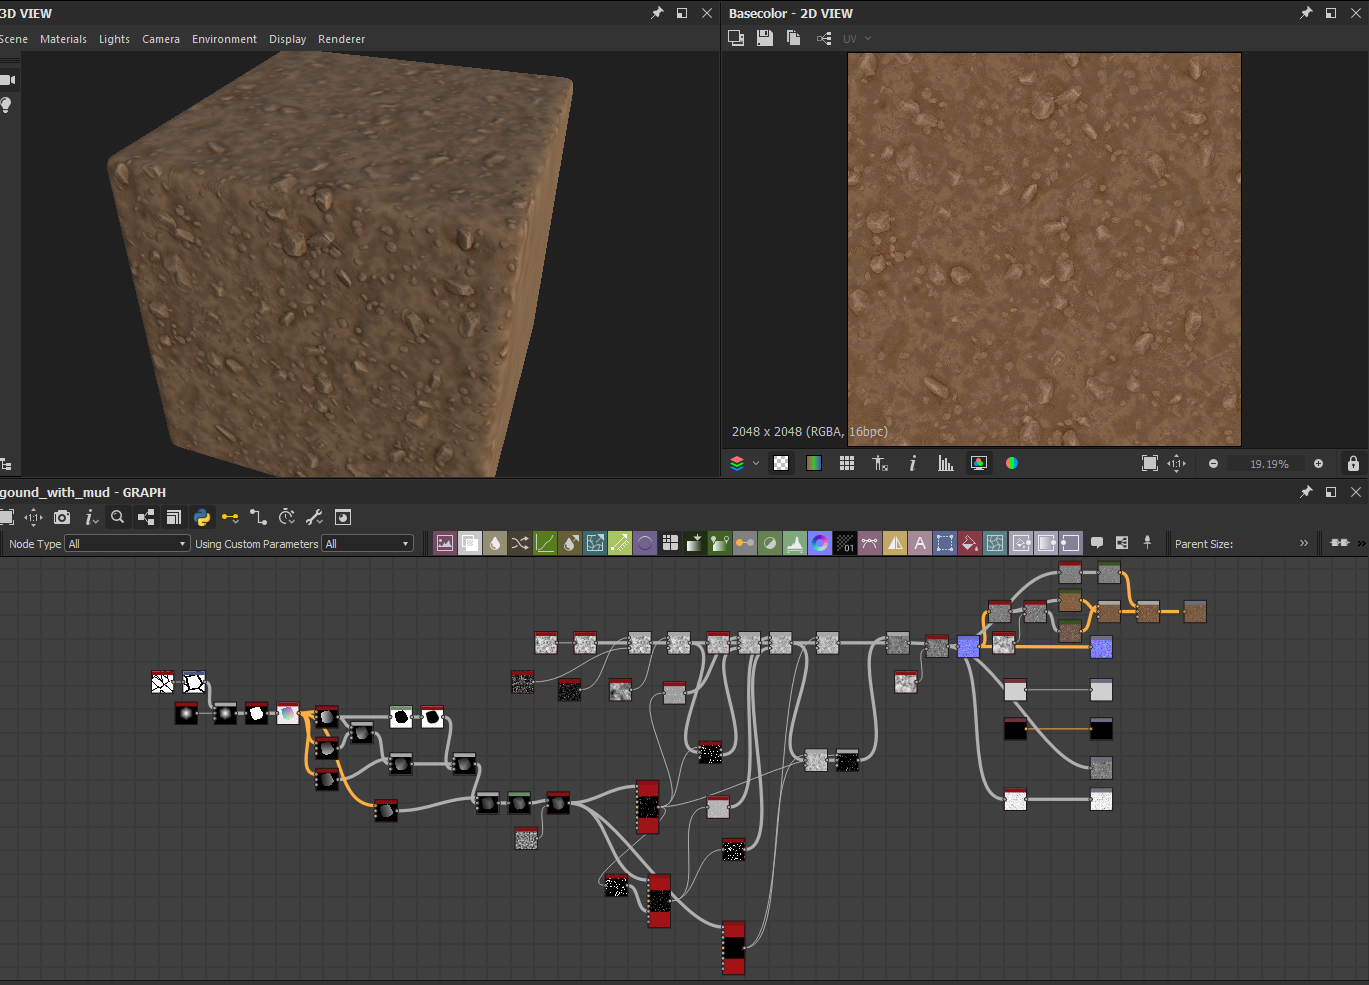 3D VIEW
Scene Materials Lights Camera Environment Display Renderer
Basecolor - 2D VIEW
UV
2048 x 2048 (RGBA, 16bpc)
19.19%
gound_with_mud - GRAPH
Node Type All Using Custom Parameters All
01
A
Parent Size: